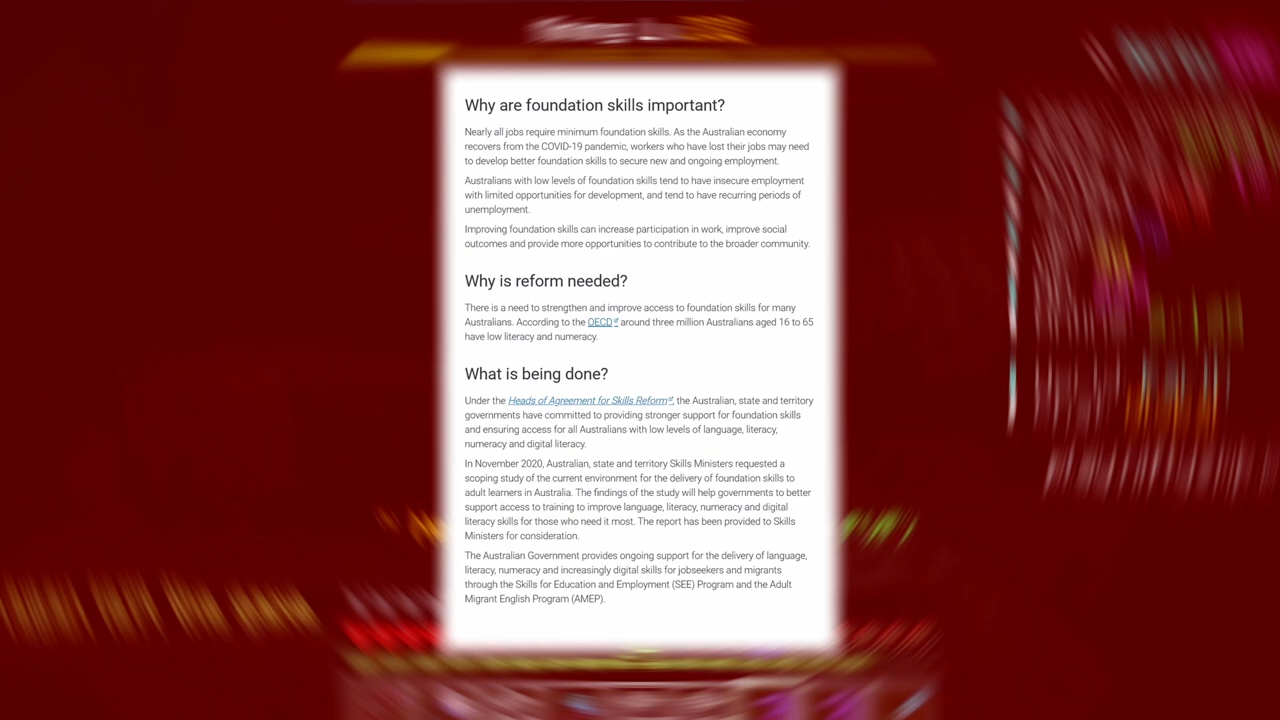 Why are foundation skills important?
Nearly all jobs require minimum foundation skills. As the Australian economy
recovers from the COVID-19 pandemic, workers who have lost their jobs may need
to develop better foundation skills to secure new and ongoing employment.
Australians with low levels of foundation skills tend to have insecure employment
with limited opportunities for development, and tend to have recurring periods of
unemployment.
Improving foundation skills can increase participation in work, improve social
outcomes and provide more opportunities to contribute to the broader community.
Why is reform needed?
There is a need to strengthen and improve access to foundation skills for many
Australians. According to the OECD around three million Australians aged 16 to 65
have low literacy and numeracy.
What is being done?
Under the Heads of Agreement for Skills Reform, the Australian, state and territory
governments have committed to providing stronger support for foundation skills
and ensuring access for all Australians with low levels of language, literacy,
numeracy and digital literacy.
In November 2020, Australian, state and territory Skills Ministers requested a
scoping study of the current environment for the delivery of foundation skills to
adult learners in Australia. The findings of the study will help governments to better
support access to training to improve language, literacy, numeracy and digital
literacy skills for those who need it most. The report has been provided to Skills
Ministers for consideration.
The Australian Government provides ongoing support for the delivery of language,
literacy, numeracy and increasingly digital skills for jobseekers and migrants
through the Skills for Education and Employment (SEE) Program and the Adult
Migrant English Program (AMEP).